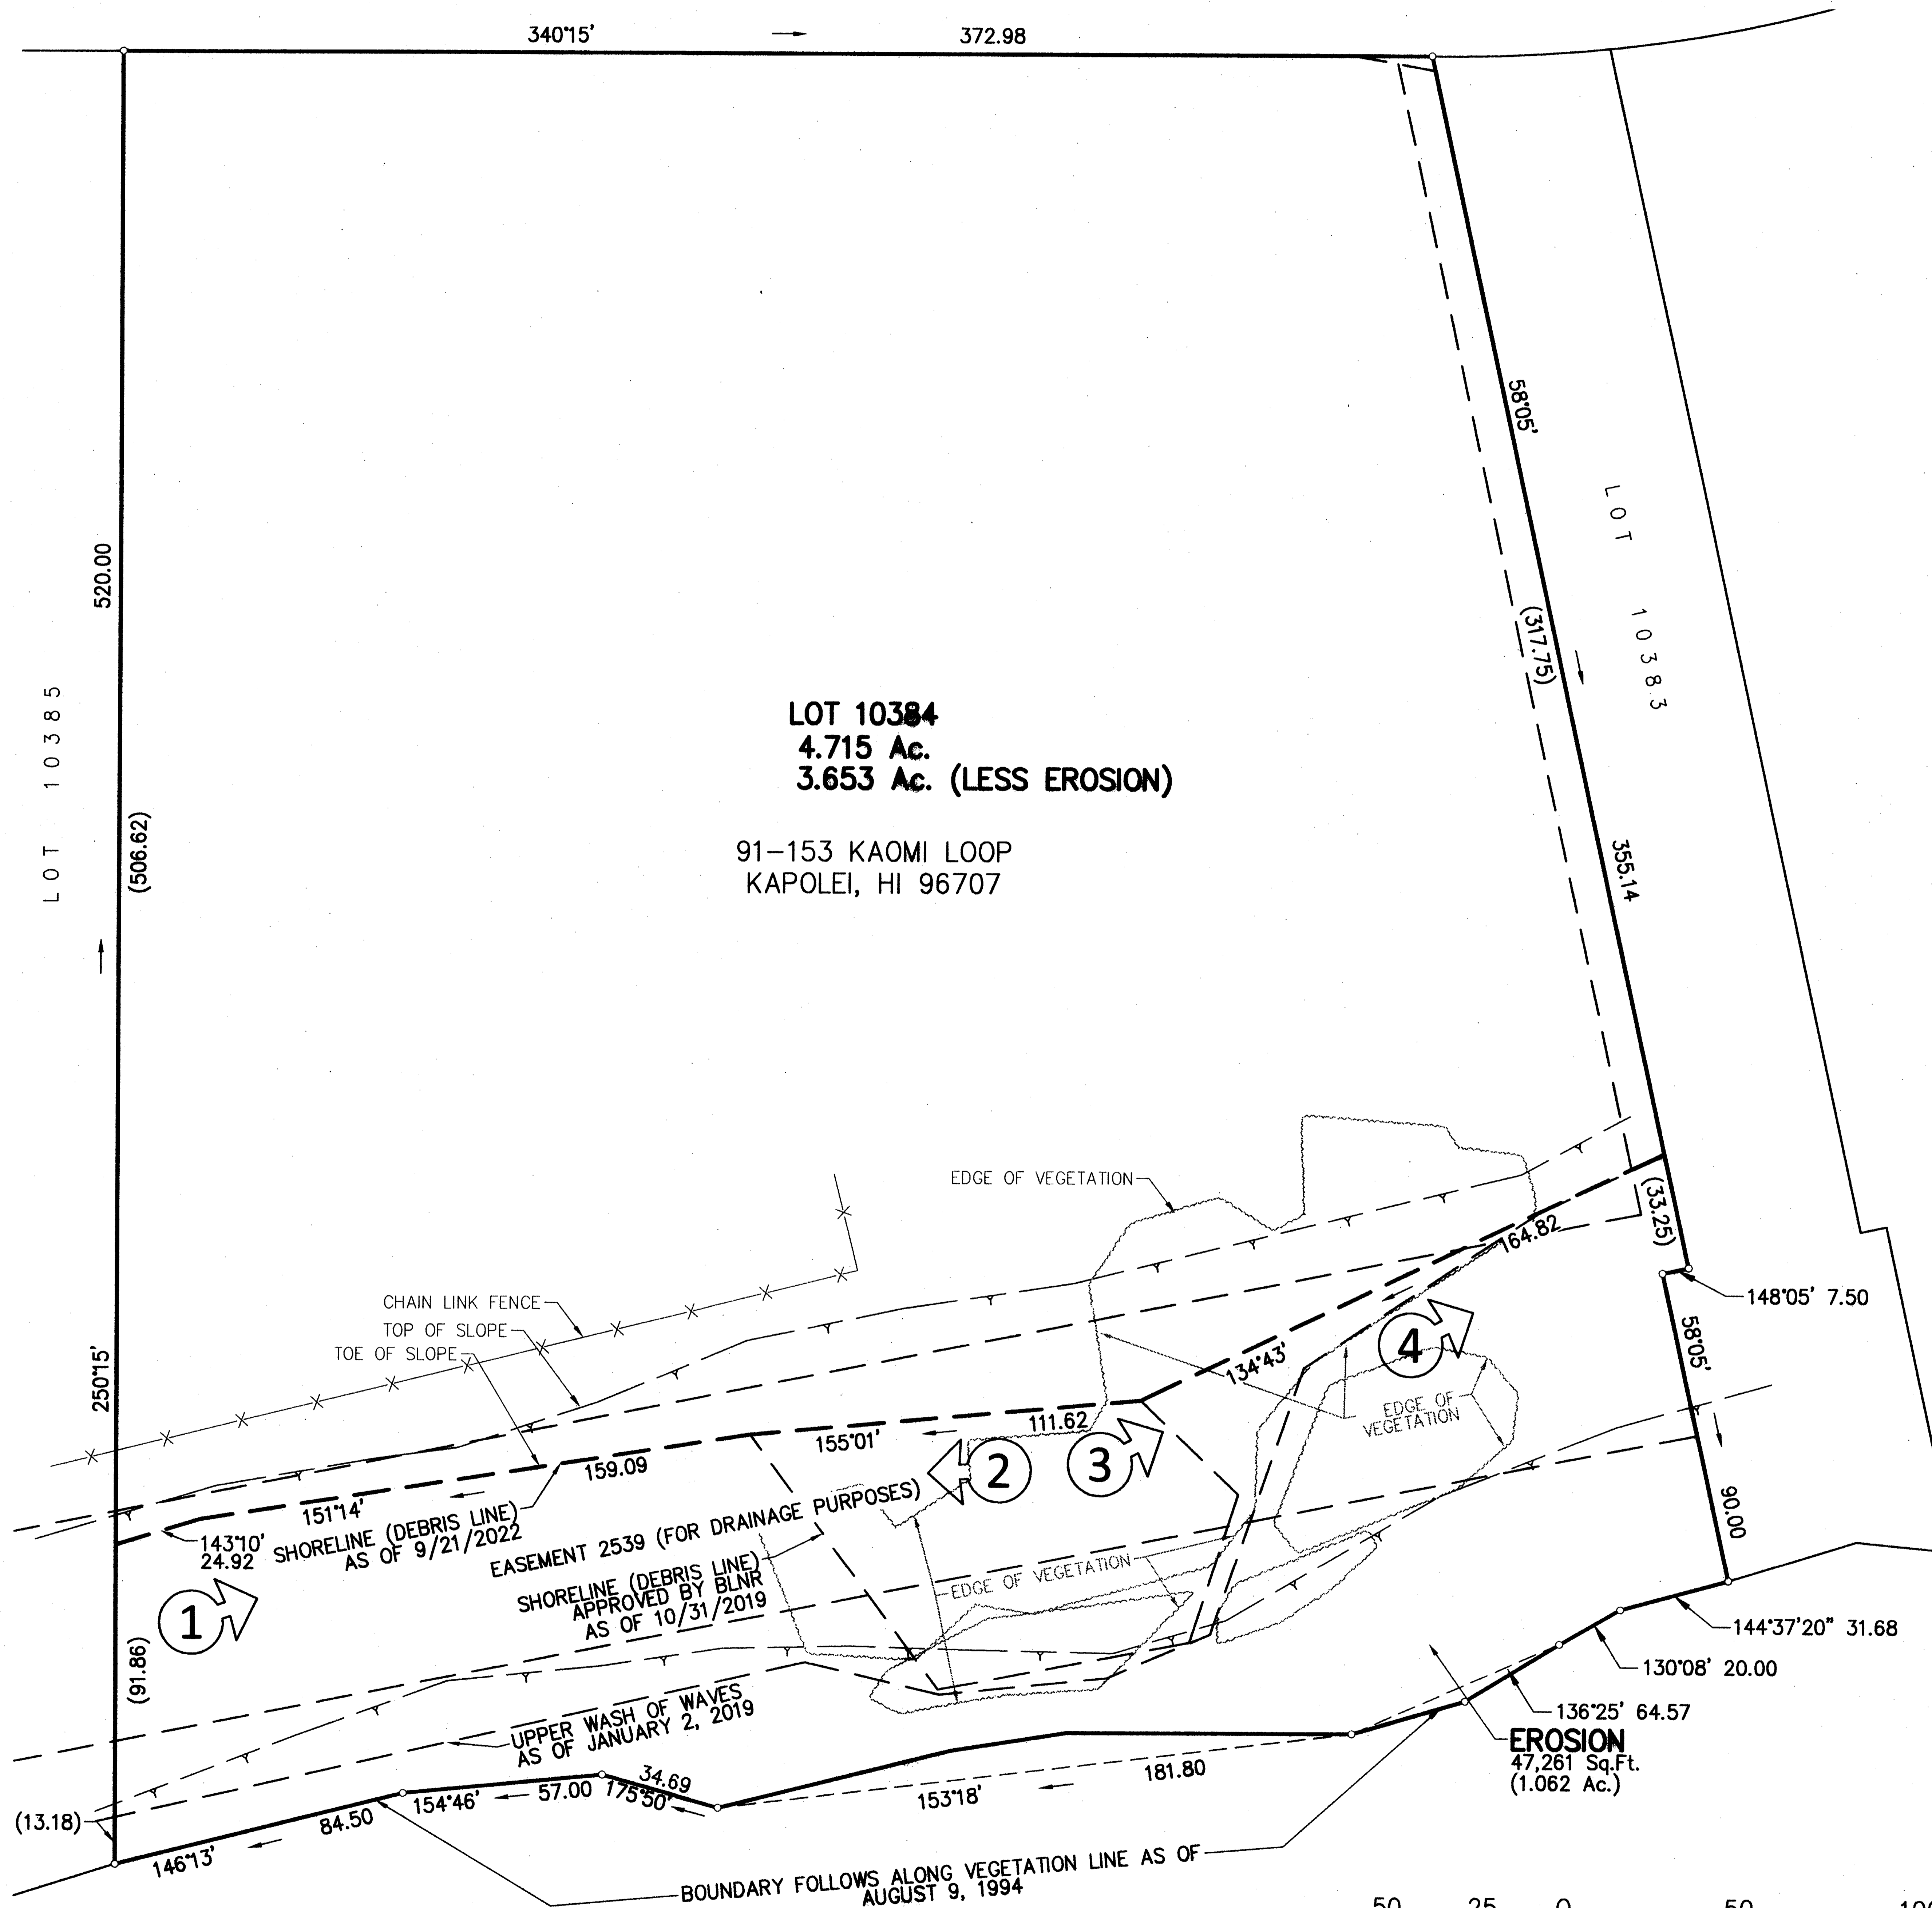 340°15' 372.98
58°05'
LOT 10383
520.00
(317.75)
LOT 10385
LOT 10384
4.715 Ac.
3.653 Ac. (LESS EROSION)
(506.62)
91-153 KAOMI LOOP
KAPOLEI, HI 96707
355.14
EDGE OF VEGETATION
(33.25)
164.82
148°05' 7.50
CHAIN LINK FENCE
TOP OF SLOPE
TOE OF SLOPE
250°15'
58°05'
4
134°43'
EDGE OF
VEGETATION
111.62
155°01'
159.09
2
3
151°14'
90.00
143°10'
24.92
SHORELINE (DEBRIS LINE)
AS OF 9/21/2022
EASEMENT 2539 (FOR DRAINAGE PURPOSES)
SHORELINE (DEBRIS LINE)
APPROVED BY BLNR
AS OF 10/31/2019
EDGE OF VEGETATION
1
(91.86)
144°37'20" 31.68
130°08' 20.00
136°25' 64.57
EROSION
47,261 Sq.Ft.
(1.062 Ac.)
UPPER WASH OF WAVES
AS OF JANUARY 2, 2019
34.69
175°50'
57.00
154°46'
181.80
153°18'
(13.18)
84.50
146°13'
BOUNDARY FOLLOWS ALONG VEGETATION LINE AS OF
AUGUST 9, 1994
50 25 0 50